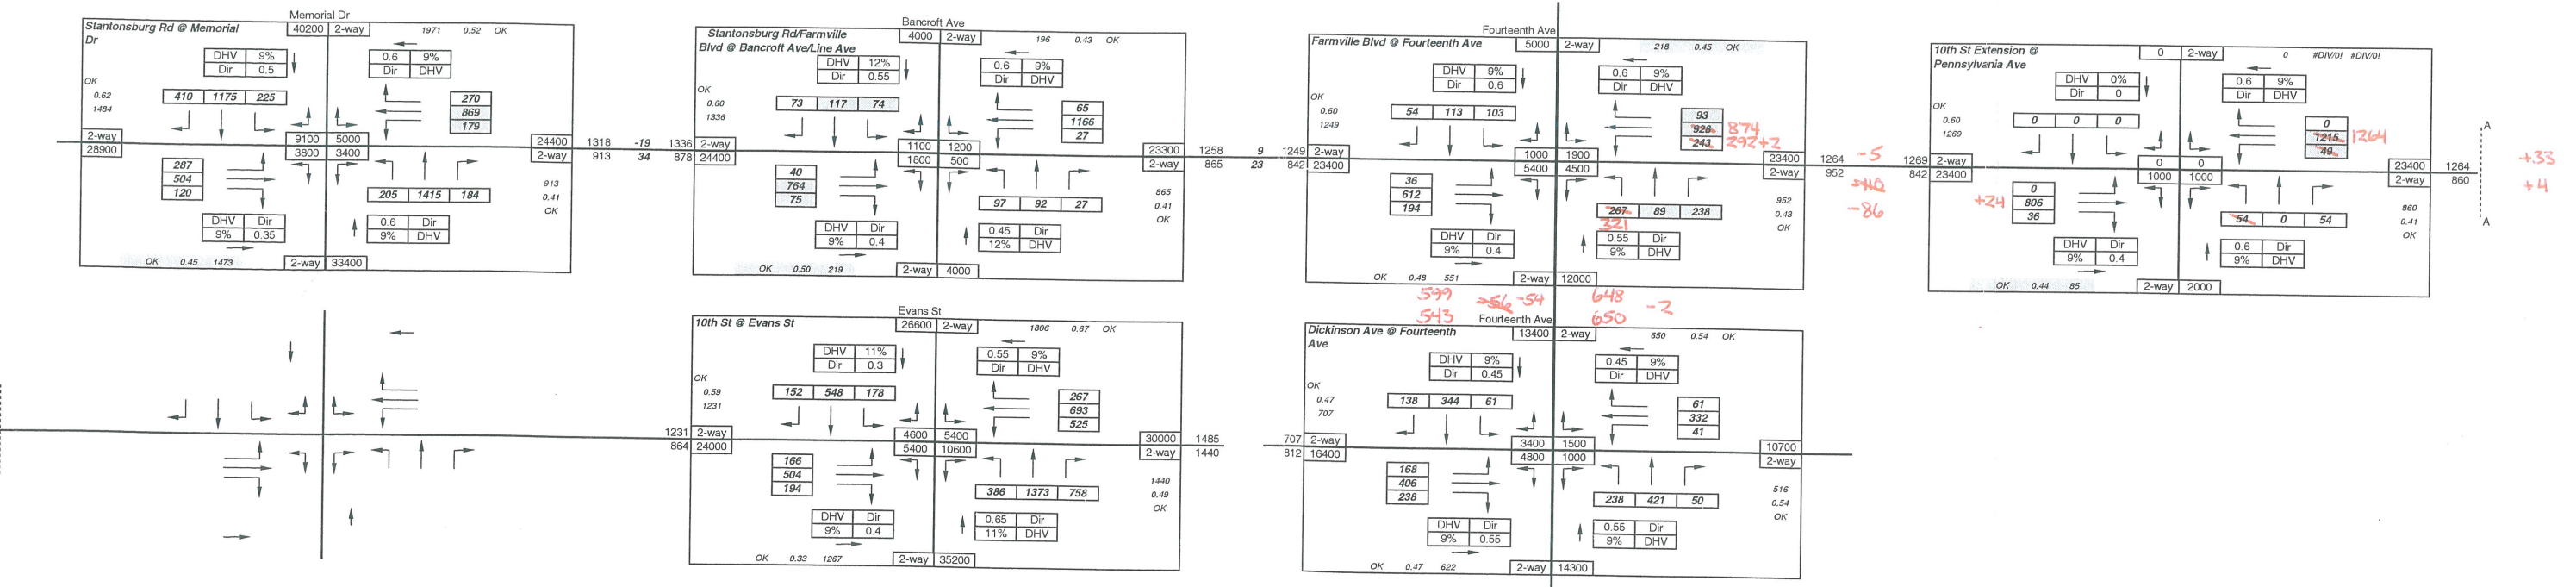 Memorial Dr
Stantonsburg Rd @ Memorial Dr
40200 2-way
1971 0.52 OK
DHV 9%
Dir 0.5
0.6 9%
Dir DHV
OK
0.62
1484
410 1175 225
270
869
179
2-way
28900
9100 5000
3800 3400
24400
2-way
1318 -19 1336
913 34 878
287
504
120
205 1415 184
913
0.41
OK
DHV Dir
9% 0.35
0.6 Dir
9% DHV
OK 0.45 1473
2-way 33400
Bancroft Ave
Stantonsburg Rd/Farmville
Blvd @ Bancroft Ave/Line Ave
4000 2-way
196 0.43 OK
DHV 12%
Dir 0.55
0.6 9%
Dir DHV
OK
0.60
1336
73 117 74
65
1166
27
2-way
24400
1100 1200
1800 500
23300
2-way
1258 9 1249
865 23 842
40
764
75
97 92 27
865
0.41
OK
DHV Dir
9% 0.4
0.45 Dir
12% DHV
OK 0.50 219
2-way 4000
Fourteenth Ave
Farmville Blvd @ Fourteenth Ave
5000 2-way
218 0.45 OK
DHV 9%
Dir 0.6
0.6 9%
Dir DHV
OK
0.60
1249
54 113 103
93
928 874
243 292+2
2-way
23400
1000 1900
5400 4500
23400
2-way
1264 -5 1269
952 -110 842
-86
36
612
194
267 89 238
321
952
0.43
OK
DHV Dir
9% 0.4
0.55 Dir
9% DHV
OK 0.48 551
2-way 12000
599 -56 -54 648 -2
543 650
10th St Extension @
Pennsylvania Ave
0 2-way
0 #DIV/0! #DIV/0!
DHV 0%
Dir 0
0.6 9%
Dir DHV
OK
0.60
1269
0 0 0
0
1215 1264
49
2-way
23400
0 0
1000 1000
23400
2-way
1264
860
A
A
+33
+4
+24
0
806
36
54 0 54
860
0.41
OK
DHV Dir
9% 0.4
0.6 Dir
9% DHV
OK 0.44 85
2-way 2000
Evans St
10th St @ Evans St
26600 2-way
1806 0.67 OK
DHV 11%
Dir 0.3
0.55 9%
Dir DHV
OK
0.59
1231
152 548 178
267
693
525
1231 2-way
864 24000
4600 5400
5400 10600
30000 1485
2-way 1440
166
504
194
386 1373 758
1440
0.49
OK
DHV Dir
9% 0.4
0.65 Dir
11% DHV
OK 0.33 1267
2-way 35200
Fourteenth Ave
Dickinson Ave @ Fourteenth
Ave
13400 2-way
650 0.54 OK
DHV 9%
Dir 0.45
0.45 9%
Dir DHV
OK
0.47
707
138 344 61
61
332
41
707 2-way
812 16400
3400 1500
4800 1000
10700
2-way
168
406
238
238 421 50
516
0.54
OK
DHV Dir
9% 0.55
0.55 Dir
9% DHV
OK 0.47 622
2-way 14300